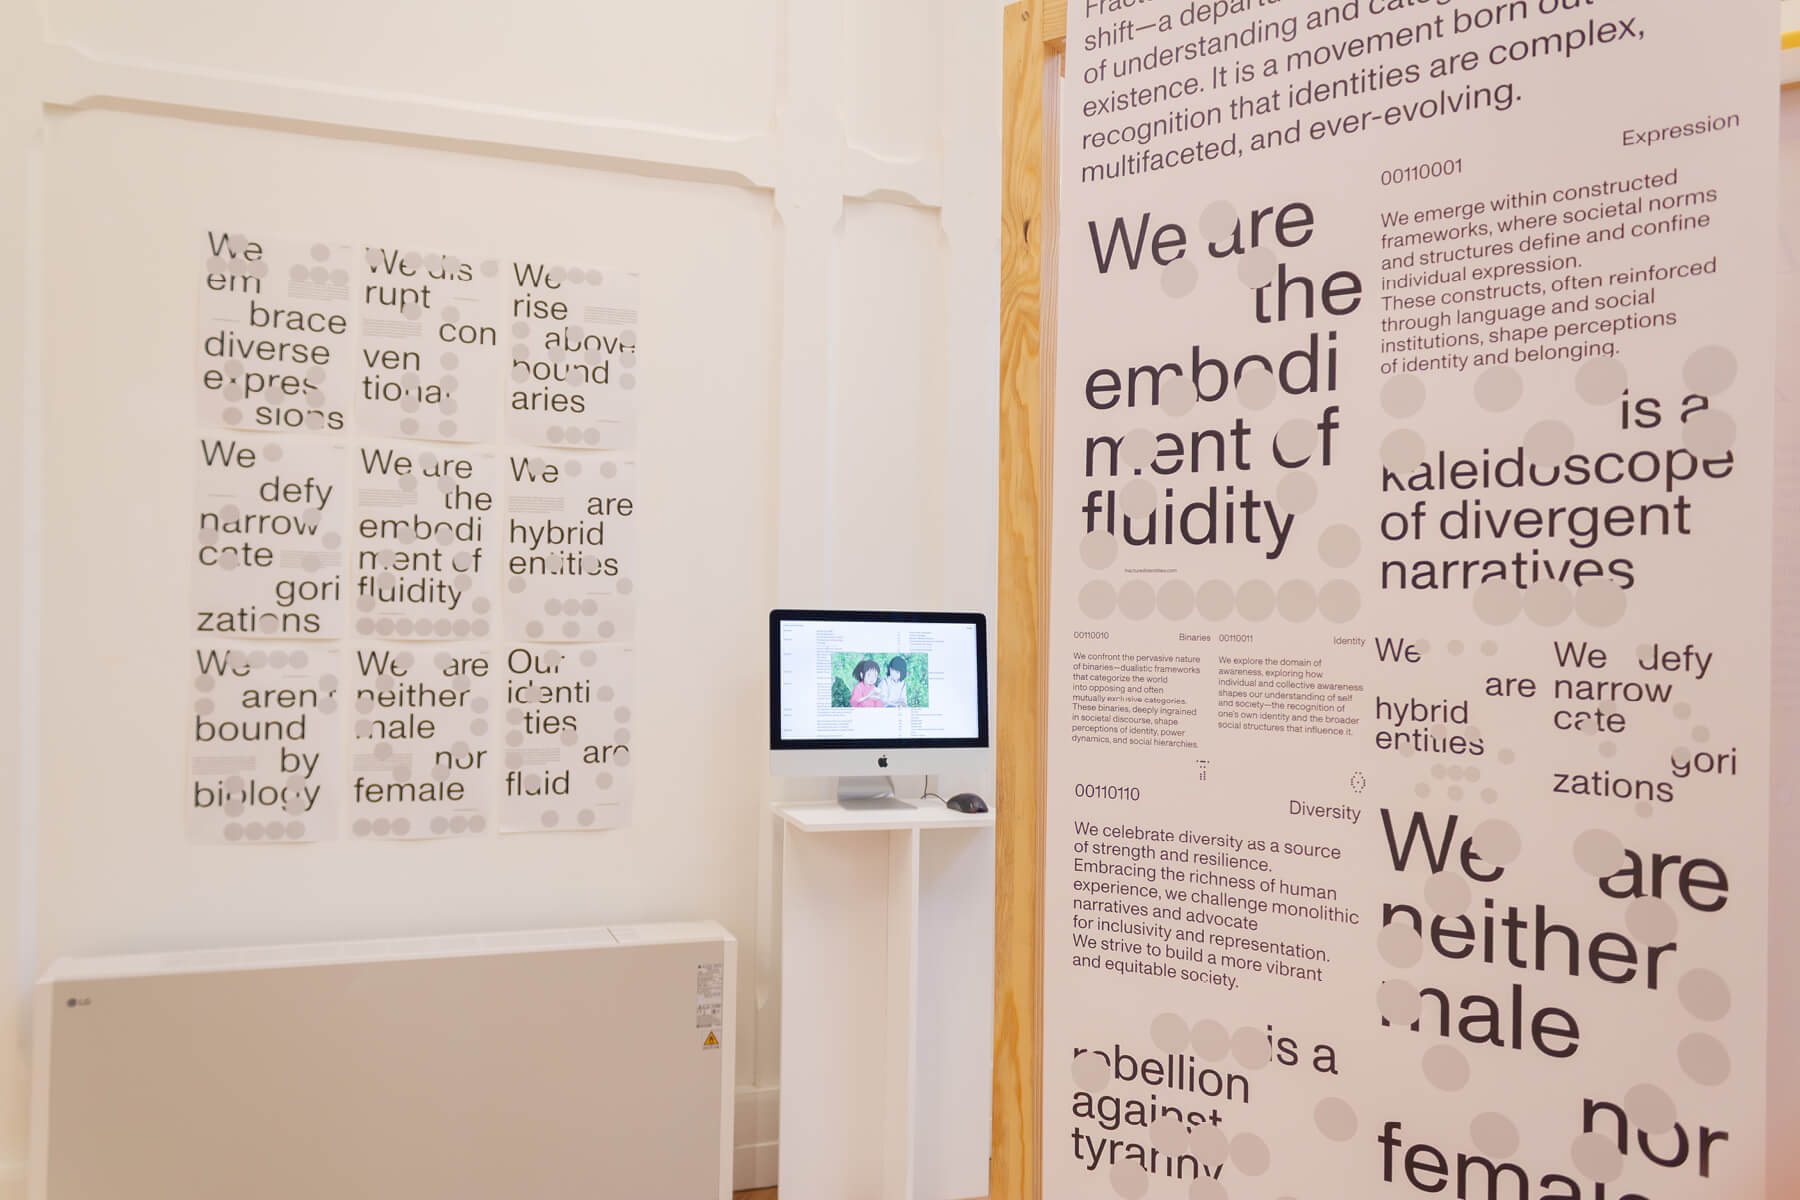 We
em
brace
diverse
expres
sions
We dis
rupt
con
ven
tional
We
rise
above
bound
aries
We
defy
narrow
cate
gori
zations
We are
the
embodi
ment of
fluidity
We
are
hybrid
entities
We
aren't
bound
by
biology
We are
neither
male
nor
female
Our
identi
ties
are
fluid
LG
shift—a
of understanding and
existence. It is a movement born out
recognition that identities are complex,
multifaceted, and ever-evolving.
We are
the
embodi
ment of
fluidity
fracturedidentities.com
00110001
Expression
We emerge within constructed
frameworks, where societal norms
and structures define and confine
individual expression.
These constructs, often reinforced
through language and social
institutions, shape perceptions
of identity and belonging.
is a
kaleidoscope
of divergent
narratives
00110010
Binaries
We confront the pervasive nature
of binaries—dualistic frameworks
that categorize the world
into opposing and often
mutually exclusive categories.
These binaries, deeply ingrained
in societal discourse, shape
perceptions of identity, power
dynamics, and social hierarchies.
00110011
Identity
We explore the domain of
awareness, exploring how
individual and collective awareness
shapes our understanding of self
and society—the recognition of
one's own identity and the broader
social structures that influence it.
We
are
hybrid
entities
We defy
narrow
cate
gori
zations
00110110
Diversity
We celebrate diversity as a source
of strength and resilience.
Embracing the richness of human
experience, we challenge monolithic
narratives and advocate
for inclusivity and representation.
We strive to build a more vibrant
and equitable society.
We are
neither
male
nor
female
is a
rebellion
against
tyranny